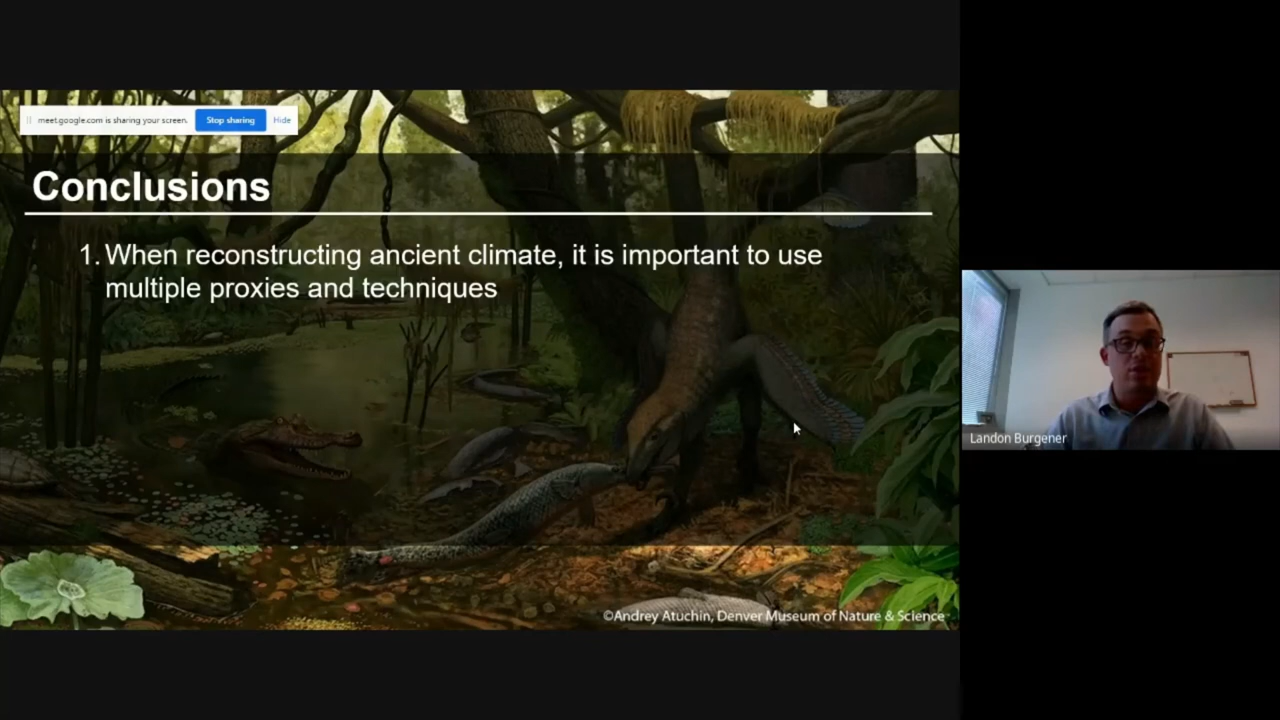 meet.google.com is sharing your screen. Stop sharing Hide
Conclusions
1. When reconstructing ancient climate, it is important to use
multiple proxies and techniques
Landon Burgener
©Andrey Atuchin, Denver Museum of Nature & Science